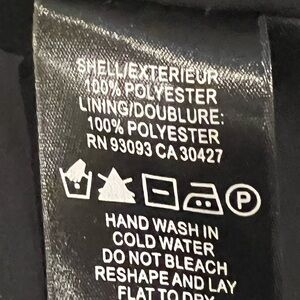 SHELL/EXTERIEUR
100% POLYESTER
LINING/DOUBLURE:
100% POLYESTER
RN 93093 CA 30427
P
HAND WASH IN
COLD WATER
DO NOT BLEACH
RESHAPE AND LAY
FLAT TO DRY